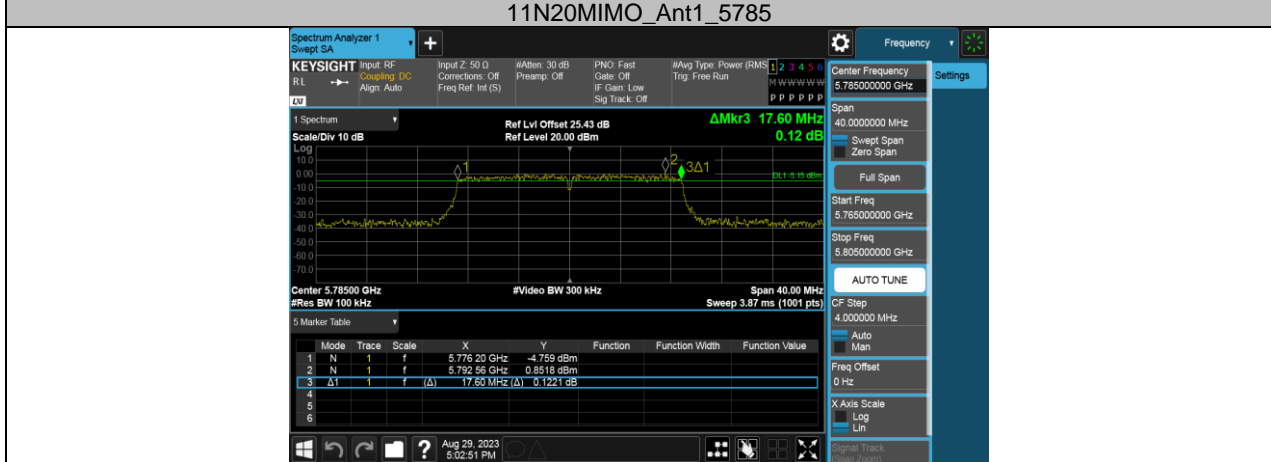 11N20MIMO_Ant1_5785
Spectrum Analyzer 1
Swept SA
Frequency
Settings
KEYSIGHT Input: RF Input Z: 50 Ω #Atten: 30 dB PNO: Fast #Avg Type: Power (RMS 1 2 3 4 5 6
RL Coupling: DC Corrections: Off Preamp: Off Gate: Off Trig: Free Run M W W W W W
Align: Auto Freq Ref: Int (S) IF Gain: Low P P P P P P
LXI Sig Track: Off
1 Spectrum Ref Lvl Offset 25.43 dB ΔMkr3 17.60 MHz
Scale/Div 10 dB Ref Level 20.00 dBm 0.12 dB
Log
10.0
0.00
-10.0
-20.0
-30.0
-40.0
-50.0
-60.0
-70.0
1
2
3Δ1
DL1 -5.15 dBm
Center 5.78500 GHz #Video BW 300 kHz Span 40.00 MHz
#Res BW 100 kHz Sweep 3.87 ms (1001 pts)
5 Marker Table
Mode Trace Scale X Y Function Function Width Function Value
1 N 1 f 5.776 20 GHz -4.759 dBm
2 N 1 f 5.792 56 GHz 0.8518 dBm
3 Δ1 1 f (Δ) 17.60 MHz (Δ) 0.1221 dB
4
5
6
Aug 29, 2023
5:02:51 PM
Center Frequency
5.785000000 GHz
Span
40.0000000 MHz
Swept Span
Zero Span
Full Span
Start Freq
5.765000000 GHz
Stop Freq
5.805000000 GHz
AUTO TUNE
CF Step
4.000000 MHz
Auto
Man
Freq Offset
0 Hz
X Axis Scale
Log
Lin
Signal Track
(Span Zoom)